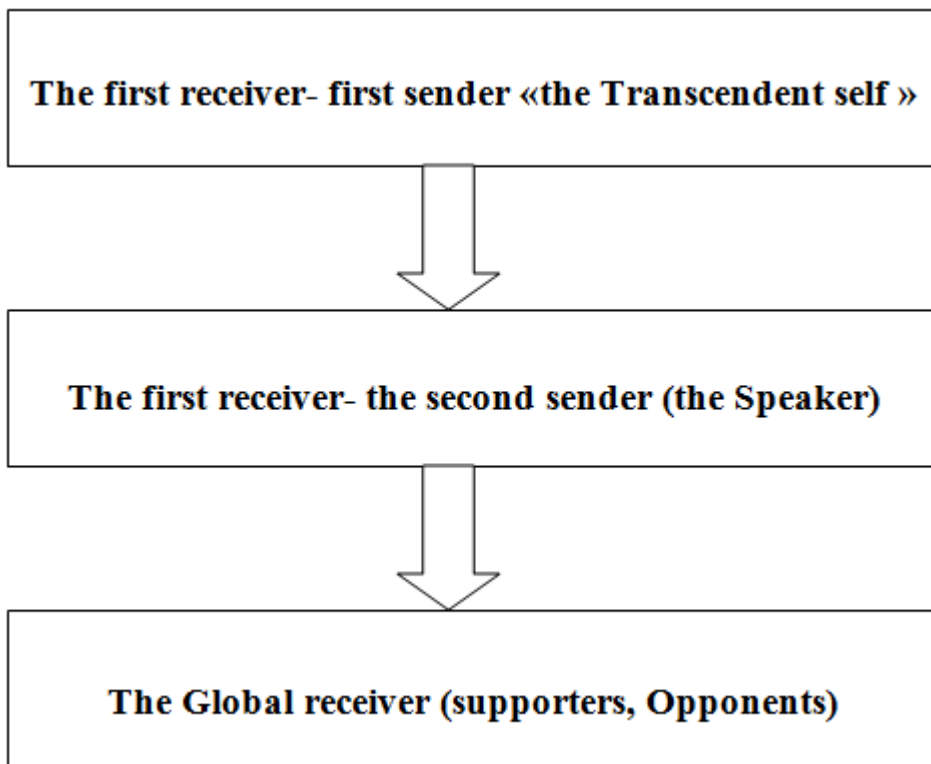 The first receiver- first sender «the Transcendent self »
The first receiver- the second sender (the Speaker)
The Global receiver (supporters, Opponents)